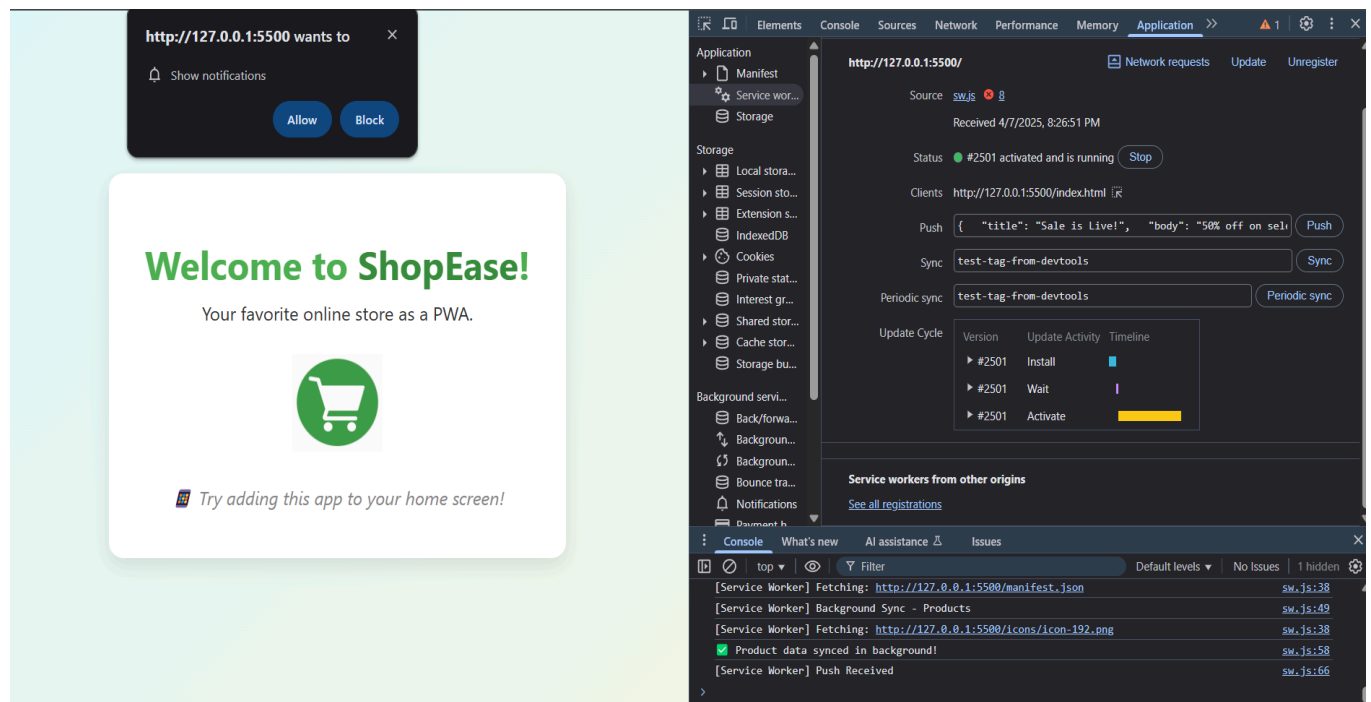 http://127.0.0.1:5500 wants to
Show notifications
Allow Block
Welcome to ShopEase!
Your favorite online store as a PWA.
Try adding this app to your home screen!
Elements Console Sources Network Performance Memory Application 1
Application
Manifest
Service wor...
Storage
Storage
Local stora...
Session sto...
Extension s...
IndexedDB
Cookies
Private stat...
Interest gr...
Shared stor...
Cache stor...
Storage bu...
Background servi...
Back/forwa...
Backgroun...
Backgroun...
Bounce tra...
Notifications
Payment h
http://127.0.0.1:5500/ Network requests Update Unregister
Source sw.js 8
Received 4/7/2025, 8:26:51 PM
Status #2501 activated and is running Stop
Clients http://127.0.0.1:5500/index.html
Push { "title": "Sale is Live!", "body": "50% off on sel Push
Sync test-tag-from-devtools Sync
Periodic sync test-tag-from-devtools Periodic sync
Update Cycle Version Update Activity Timeline
#2501 Install
#2501 Wait
#2501 Activate
Service workers from other origins
See all registrations
Console What's new AI assistance Issues
top Filter Default levels No Issues 1 hidden
[Service Worker] Fetching: http://127.0.0.1:5500/manifest.json sw.js:38
[Service Worker] Background Sync - Products sw.js:49
[Service Worker] Fetching: http://127.0.0.1:5500/icons/icon-192.png sw.js:38
✅ Product data synced in background! sw.js:58
[Service Worker] Push Received sw.js:66